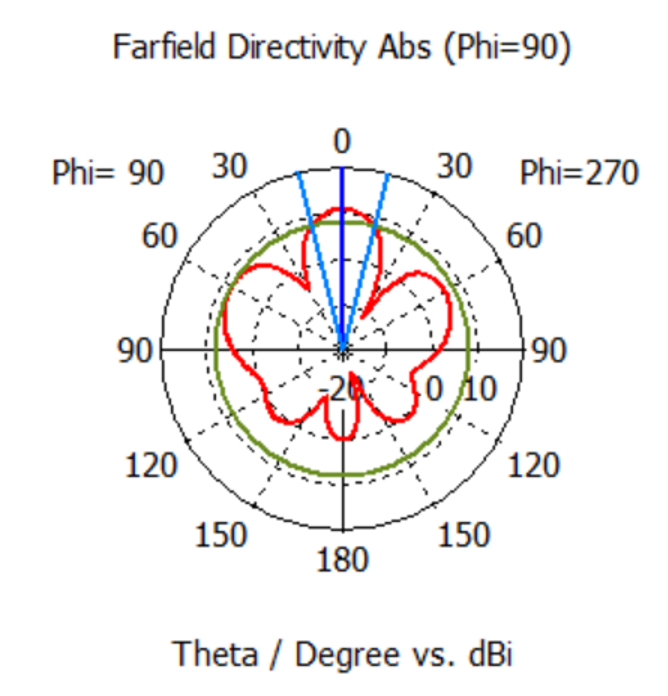 Farfield Directivity Abs (Phi=90)
0
Phi= 90 30 30 Phi=270
60 60
90 90
-20 0 10
120 120
150 150
180
Theta / Degree vs. dBi